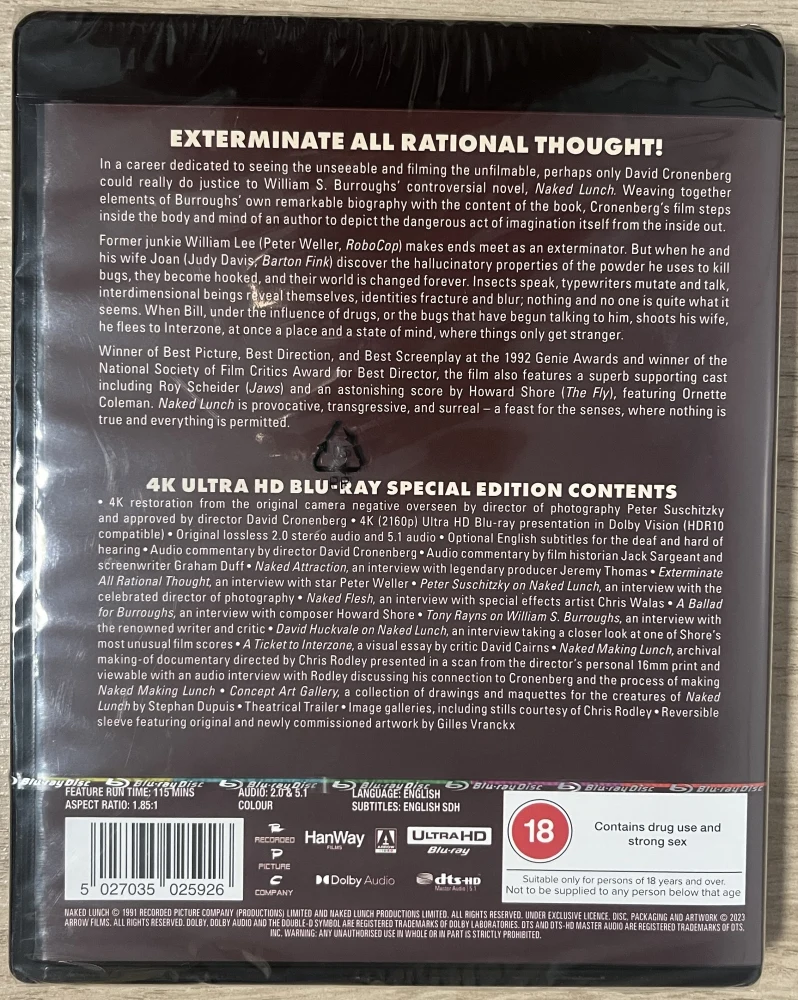 EXTERMINATE ALL RATIONAL THOUGHT!
In a career dedicated to seeing the unseeable and filming the unfilmable, perhaps only David Cronenberg
could really do justice to William S. Burroughs' controversial novel, Naked Lunch. Weaving together
elements of Burroughs' own remarkable biography with the content of the book, Cronenberg's film steps
inside the body and mind of an author to depict the dangerous act of imagination itself from the inside out.
Former junkie William Lee (Peter Weller, RoboCop) makes ends meet as an exterminator. But when he and
his wife Joan (Judy Davis, Barton Fink) discover the hallucinatory properties of the powder he uses to kill
bugs, they become hooked, and their world is changed forever. Insects speak, typewriters mutate and talk,
interdimensional beings reveal themselves, identities fracture and blur; nothing and no one is quite what it
seems. When Bill, under the influence of drugs, or the bugs that have begun talking to him, shoots his wife,
he flees to Interzone, at once a place and a state of mind, where things only get stranger.
Winner of Best Picture, Best Direction, and Best Screenplay at the 1992 Genie Awards and winner of the
National Society of Film Critics Award for Best Director, the film also features a superb supporting cast
including Roy Scheider (Jaws) and an astonishing score by Howard Shore (The Fly), featuring Ornette
Coleman. Naked Lunch is provocative, transgressive, and surreal – a feast for the senses, where nothing is
true and everything is permitted.
4K ULTRA HD BLU-RAY SPECIAL EDITION CONTENTS
• 4K restoration from the original camera negative overseen by director of photography Peter Suschitzky
and approved by director David Cronenberg • 4K (2160p) Ultra HD Blu-ray presentation in Dolby Vision (HDR10
compatible) • Original lossless 2.0 stereo audio and 5.1 audio • Optional English subtitles for the deaf and hard of
hearing • Audio commentary by director David Cronenberg • Audio commentary by film historian Jack Sargeant and
screenwriter Graham Duff • Naked Attraction, an interview with legendary producer Jeremy Thomas • Exterminate
All Rational Thought, an interview with star Peter Weller • Peter Suschitzky on Naked Lunch, an interview with the
celebrated director of photography • Naked Flesh, an interview with special effects artist Chris Walas • A Ballad
for Burroughs, an interview with composer Howard Shore • Tony Rayns on William S. Burroughs, an interview with
the renowned writer and critic • David Huckvale on Naked Lunch, an interview taking a closer look at one of Shore's
most unusual film scores • A Ticket to Interzone, a visual essay by critic David Cairns • Naked Making Lunch, archival
making-of documentary directed by Chris Rodley presented in a scan from the director's personal 16mm print and
viewable with an audio interview with Rodley discussing his connection to Cronenberg and the process of making
Naked Making Lunch • Concept Art Gallery, a collection of drawings and maquettes for the creatures of Naked
Lunch by Stephan Dupuis • Theatrical Trailer • Image galleries, including stills courtesy of Chris Rodley • Reversible
sleeve featuring original and newly commissioned artwork by Gilles Vranckx
Blu-ray Disc Blu-ray Disc Blu-ray Disc Blu-ray Disc Blu-ray Disc Blu-ray Disc Blu-ray Disc
FEATURE RUN TIME: 115 MINS AUDIO: 2.0 & 5.1 LANGUAGE: ENGLISH
ASPECT RATIO: 1.85:1 COLOUR SUBTITLES: ENGLISH SDH
5 027035 025926
RECORDED
PICTURE
COMPANY
HanWay
FILMS
ARROW
ULTRA HD
Blu-ray
Dolby Audio
dts-HD
Master Audio | 5.1
18
Contains drug use and
strong sex
Suitable only for persons of 18 years and over.
Not to be supplied to any person below that age
NAKED LUNCH © 1991 RECORDED PICTURE COMPANY (PRODUCTIONS) LIMITED AND NAKED LUNCH PRODUCTIONS LIMITED. ALL RIGHTS RESERVED. UNDER EXCLUSIVE LICENCE. DISC, PACKAGING AND ARTWORK © 2023
ARROW FILMS. ALL RIGHTS RESERVED. DOLBY, DOLBY AUDIO AND THE DOUBLE-D SYMBOL ARE REGISTERED TRADEMARKS OF DOLBY LABORATORIES. DTS AND DTS-HD MASTER AUDIO ARE REGISTERED TRADEMARKS OF DTS,
INC. WARNING: ANY UNAUTHORISED USE IN WHOLE OR IN PART IS STRICTLY PROHIBITED.